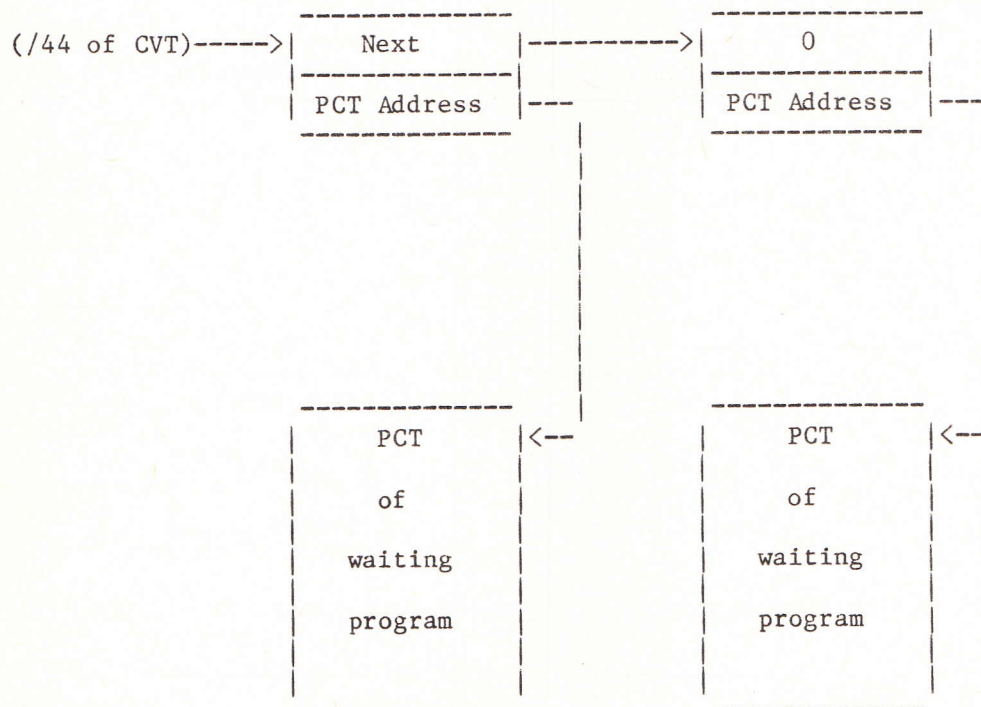 (/44 of CVT)----->| Next |---------->| 0 |
| PCT Address |--- | PCT Address |---
| PCT |<-- | PCT |<--
of of
waiting waiting
program program